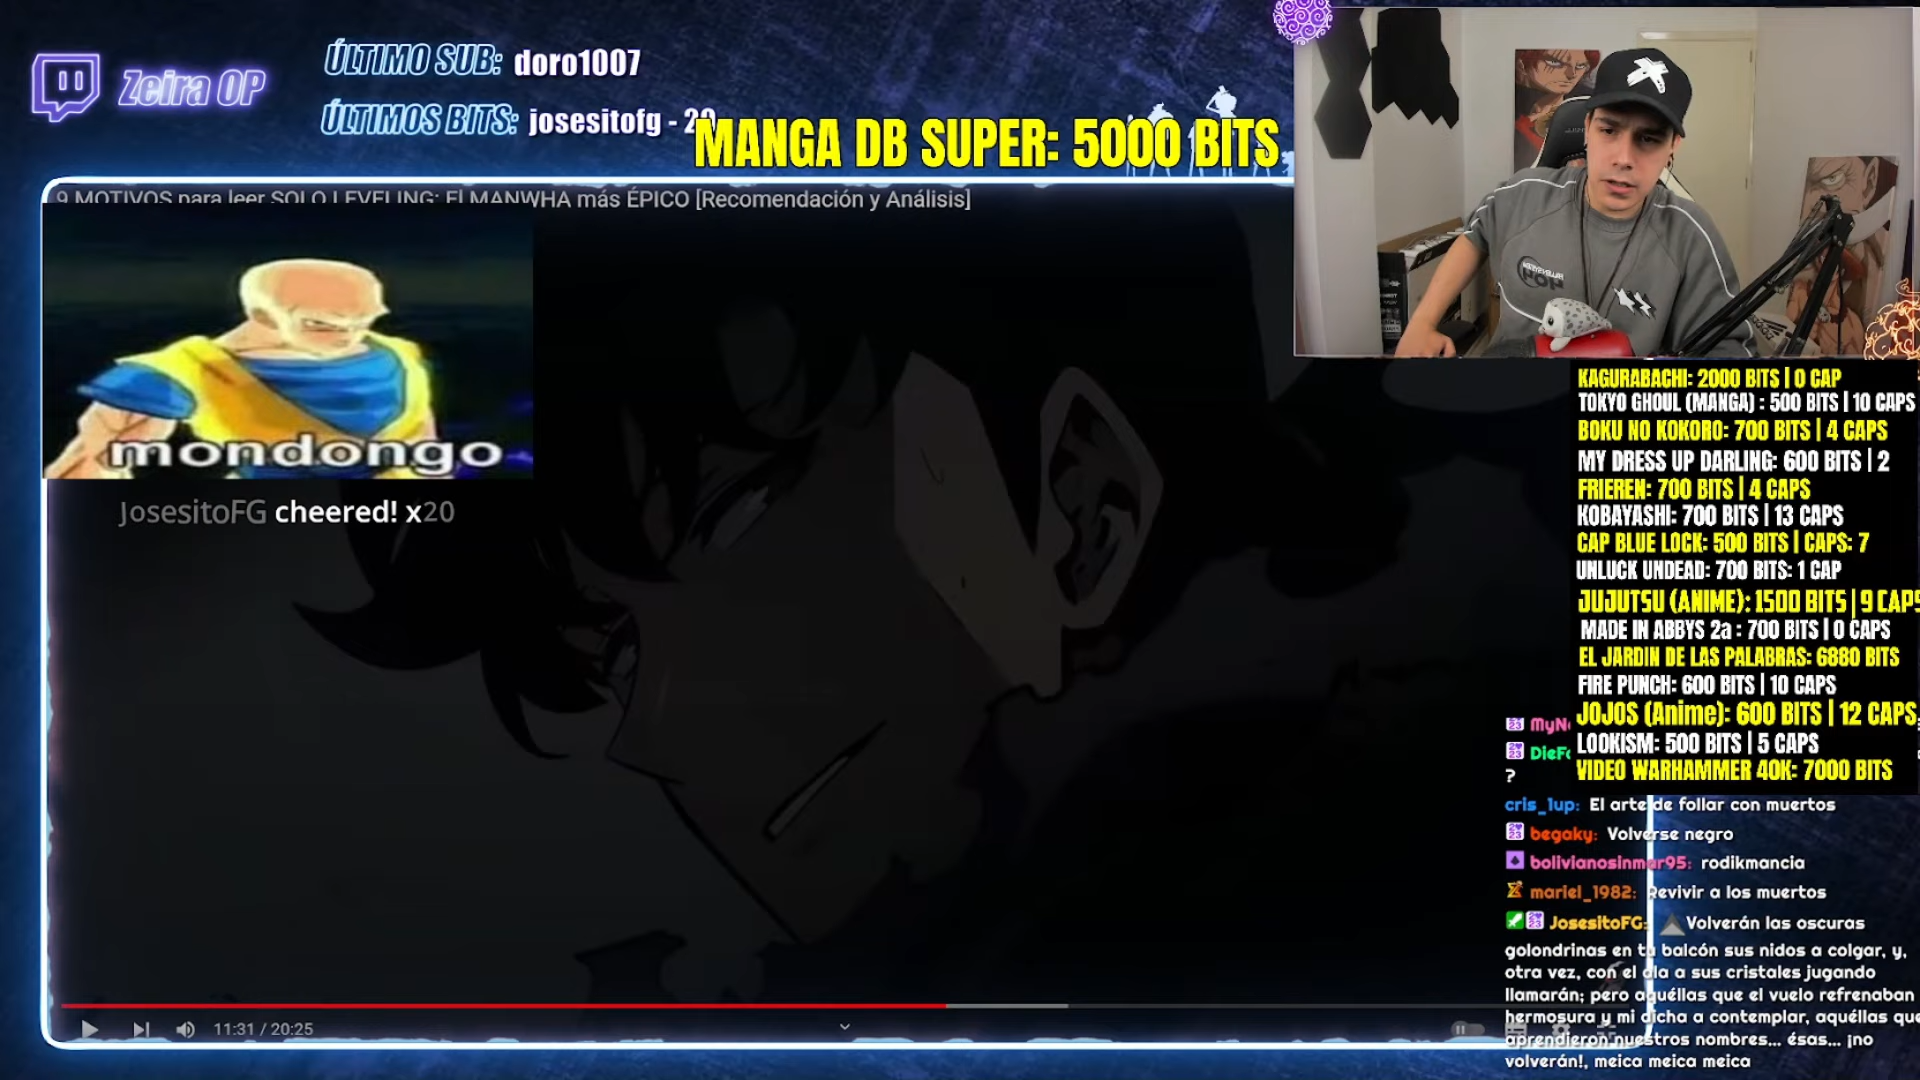 Zeira OP
ÚLTIMO SUB: doro1007
ÚLTIMOS BITS: josesitofg - 20
MANGA DB SUPER: 5000 BITS
9 MOTIVOS para leer SOLO LEVELING: El MANWHA más ÉPICO [Recomendación y Análisis]
mondongo
JosesitoFG cheered! x20
KAGURABACHI: 2000 BITS | 0 CAP
TOKYO GHOUL (MANGA) : 500 BITS | 10 CAPS
BOKU NO KOKORO: 700 BITS | 4 CAPS
MY DRESS UP DARLING: 600 BITS | 2
FRIEREN: 700 BITS | 4 CAPS
KOBAYASHI: 700 BITS | 13 CAPS
CAP BLUE LOCK: 500 BITS | CAPS: 7
UNLUCK UNDEAD: 700 BITS: 1 CAP
JUJUTSU (ANIME): 1500 BITS | 9 CAPS
MADE IN ABBYS 2a : 700 BITS | 0 CAPS
EL JARDIN DE LAS PALABRAS: 6880 BITS
FIRE PUNCH: 600 BITS | 10 CAPS
JOJOS (Anime): 600 BITS | 12 CAPS
LOOKISM: 500 BITS | 5 CAPS
VIDEO WARHAMMER 40K: 7000 BITS
?
cris_1up: El arte de follar con muertos
begaky: Volverse negro
bolivianosinmar95: rodikmancia
mariel_1982: Revivir a los muertos
JosesitoFG: Volverán las oscuras
golondrinas en tu balcón sus nidos a colgar, y,
otra vez, con el ala a sus cristales jugando
llamarán; pero aquéllas que el vuelo refrenaban
hermosura y mi dicha a contemplar, aquéllas que
aprendieron nuestros nombres... ésas... ¡no
volverán!, meica meica meica
11:31 / 20:25